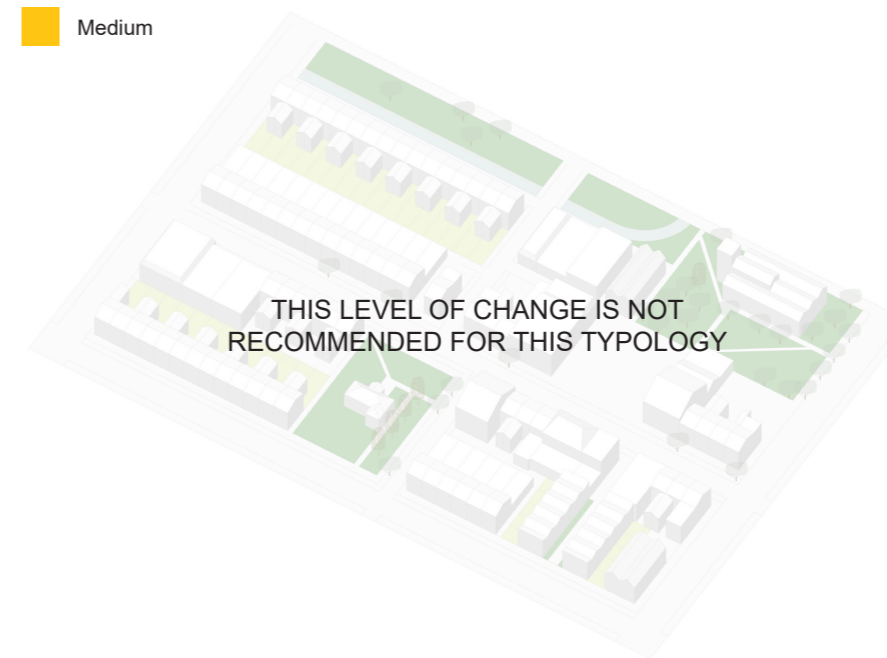 Medium
THIS LEVEL OF CHANGE IS NOT
RECOMMENDED FOR THIS TYPOLOGY